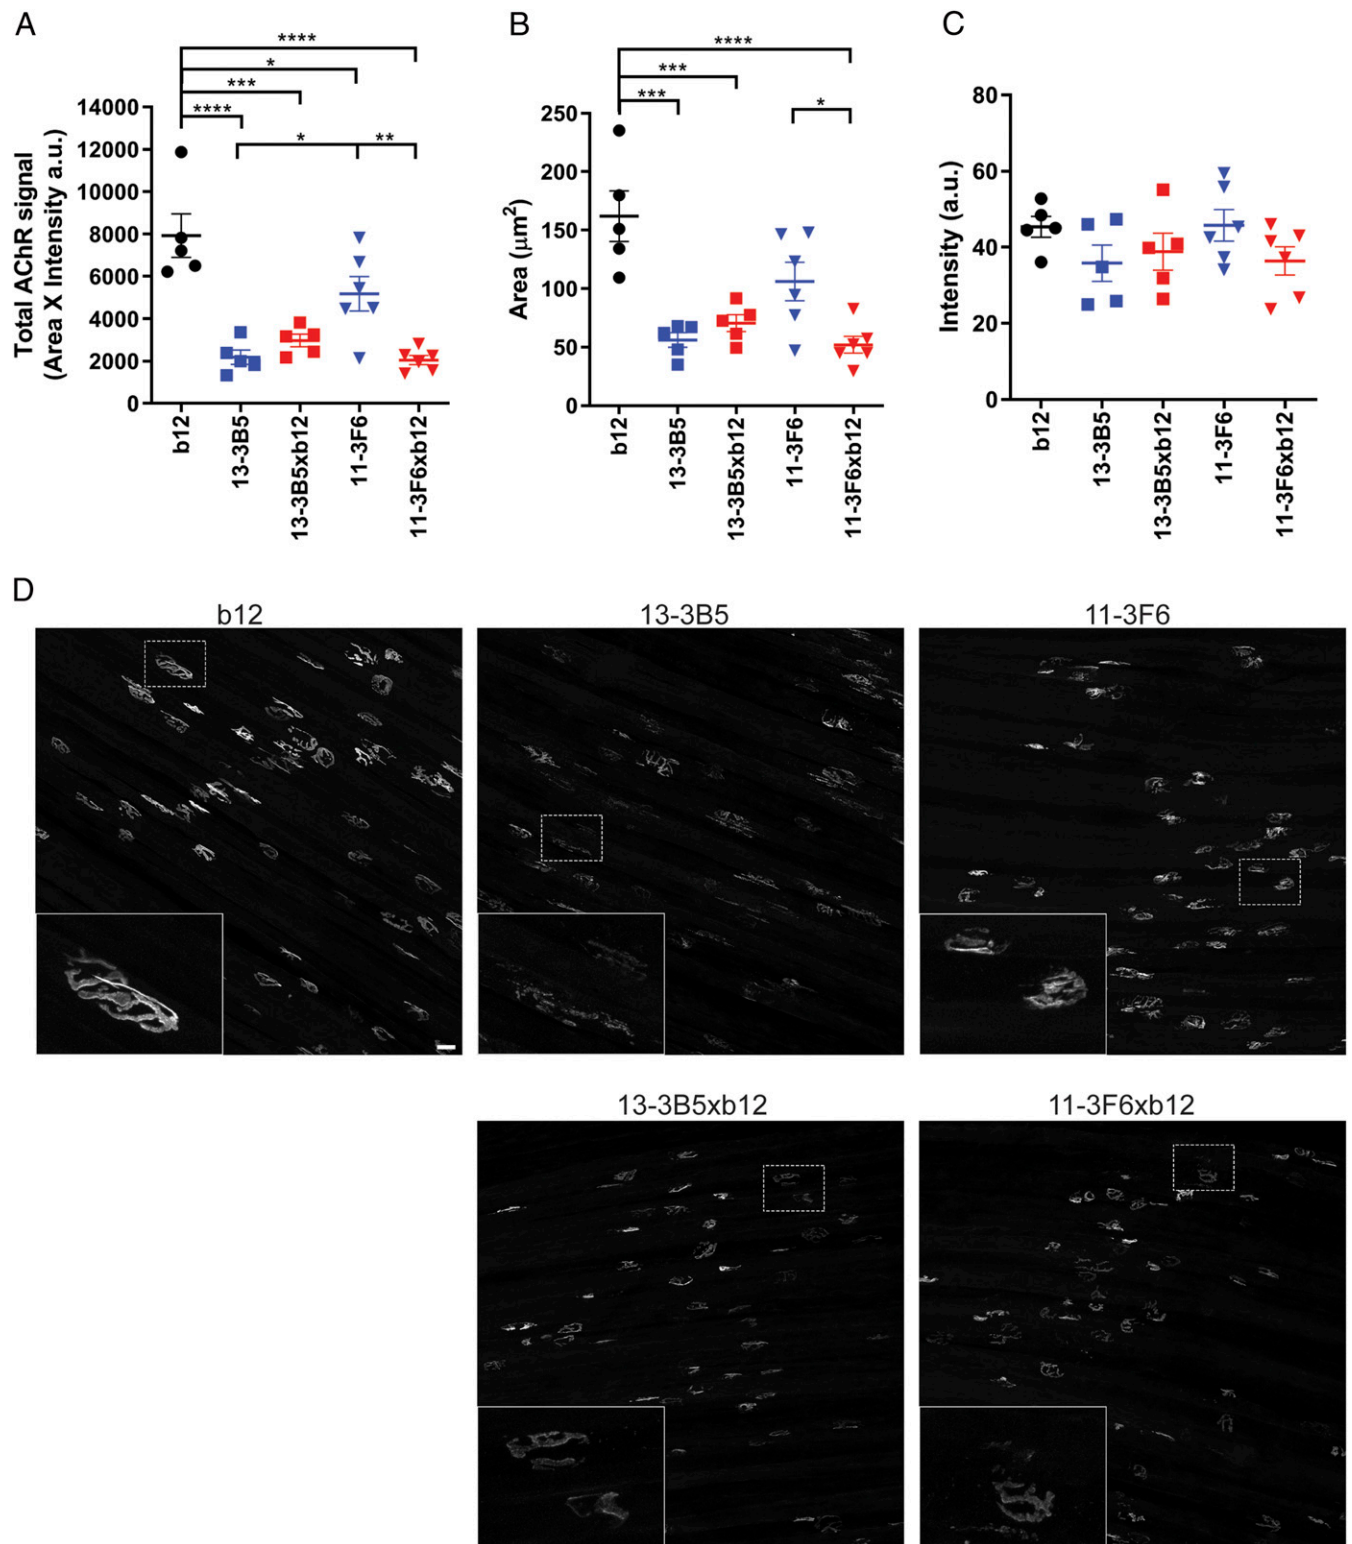 A
****
*
***
****
*
**
Total AChR signal
(Area X Intensity a.u.)
14000
12000
10000
8000
6000
4000
2000
0
b12
13-3B5
13-3B5xb12
11-3F6
11-3F6xb12
B
****
***
***
*
Area (μm²)
250
200
150
100
50
0
b12
13-3B5
13-3B5xb12
11-3F6
11-3F6xb12
C
Intensity (a.u.)
80
60
40
20
0
b12
13-3B5
13-3B5xb12
11-3F6
11-3F6xb12
D
b12
13-3B5
11-3F6
13-3B5xb12
11-3F6xb12